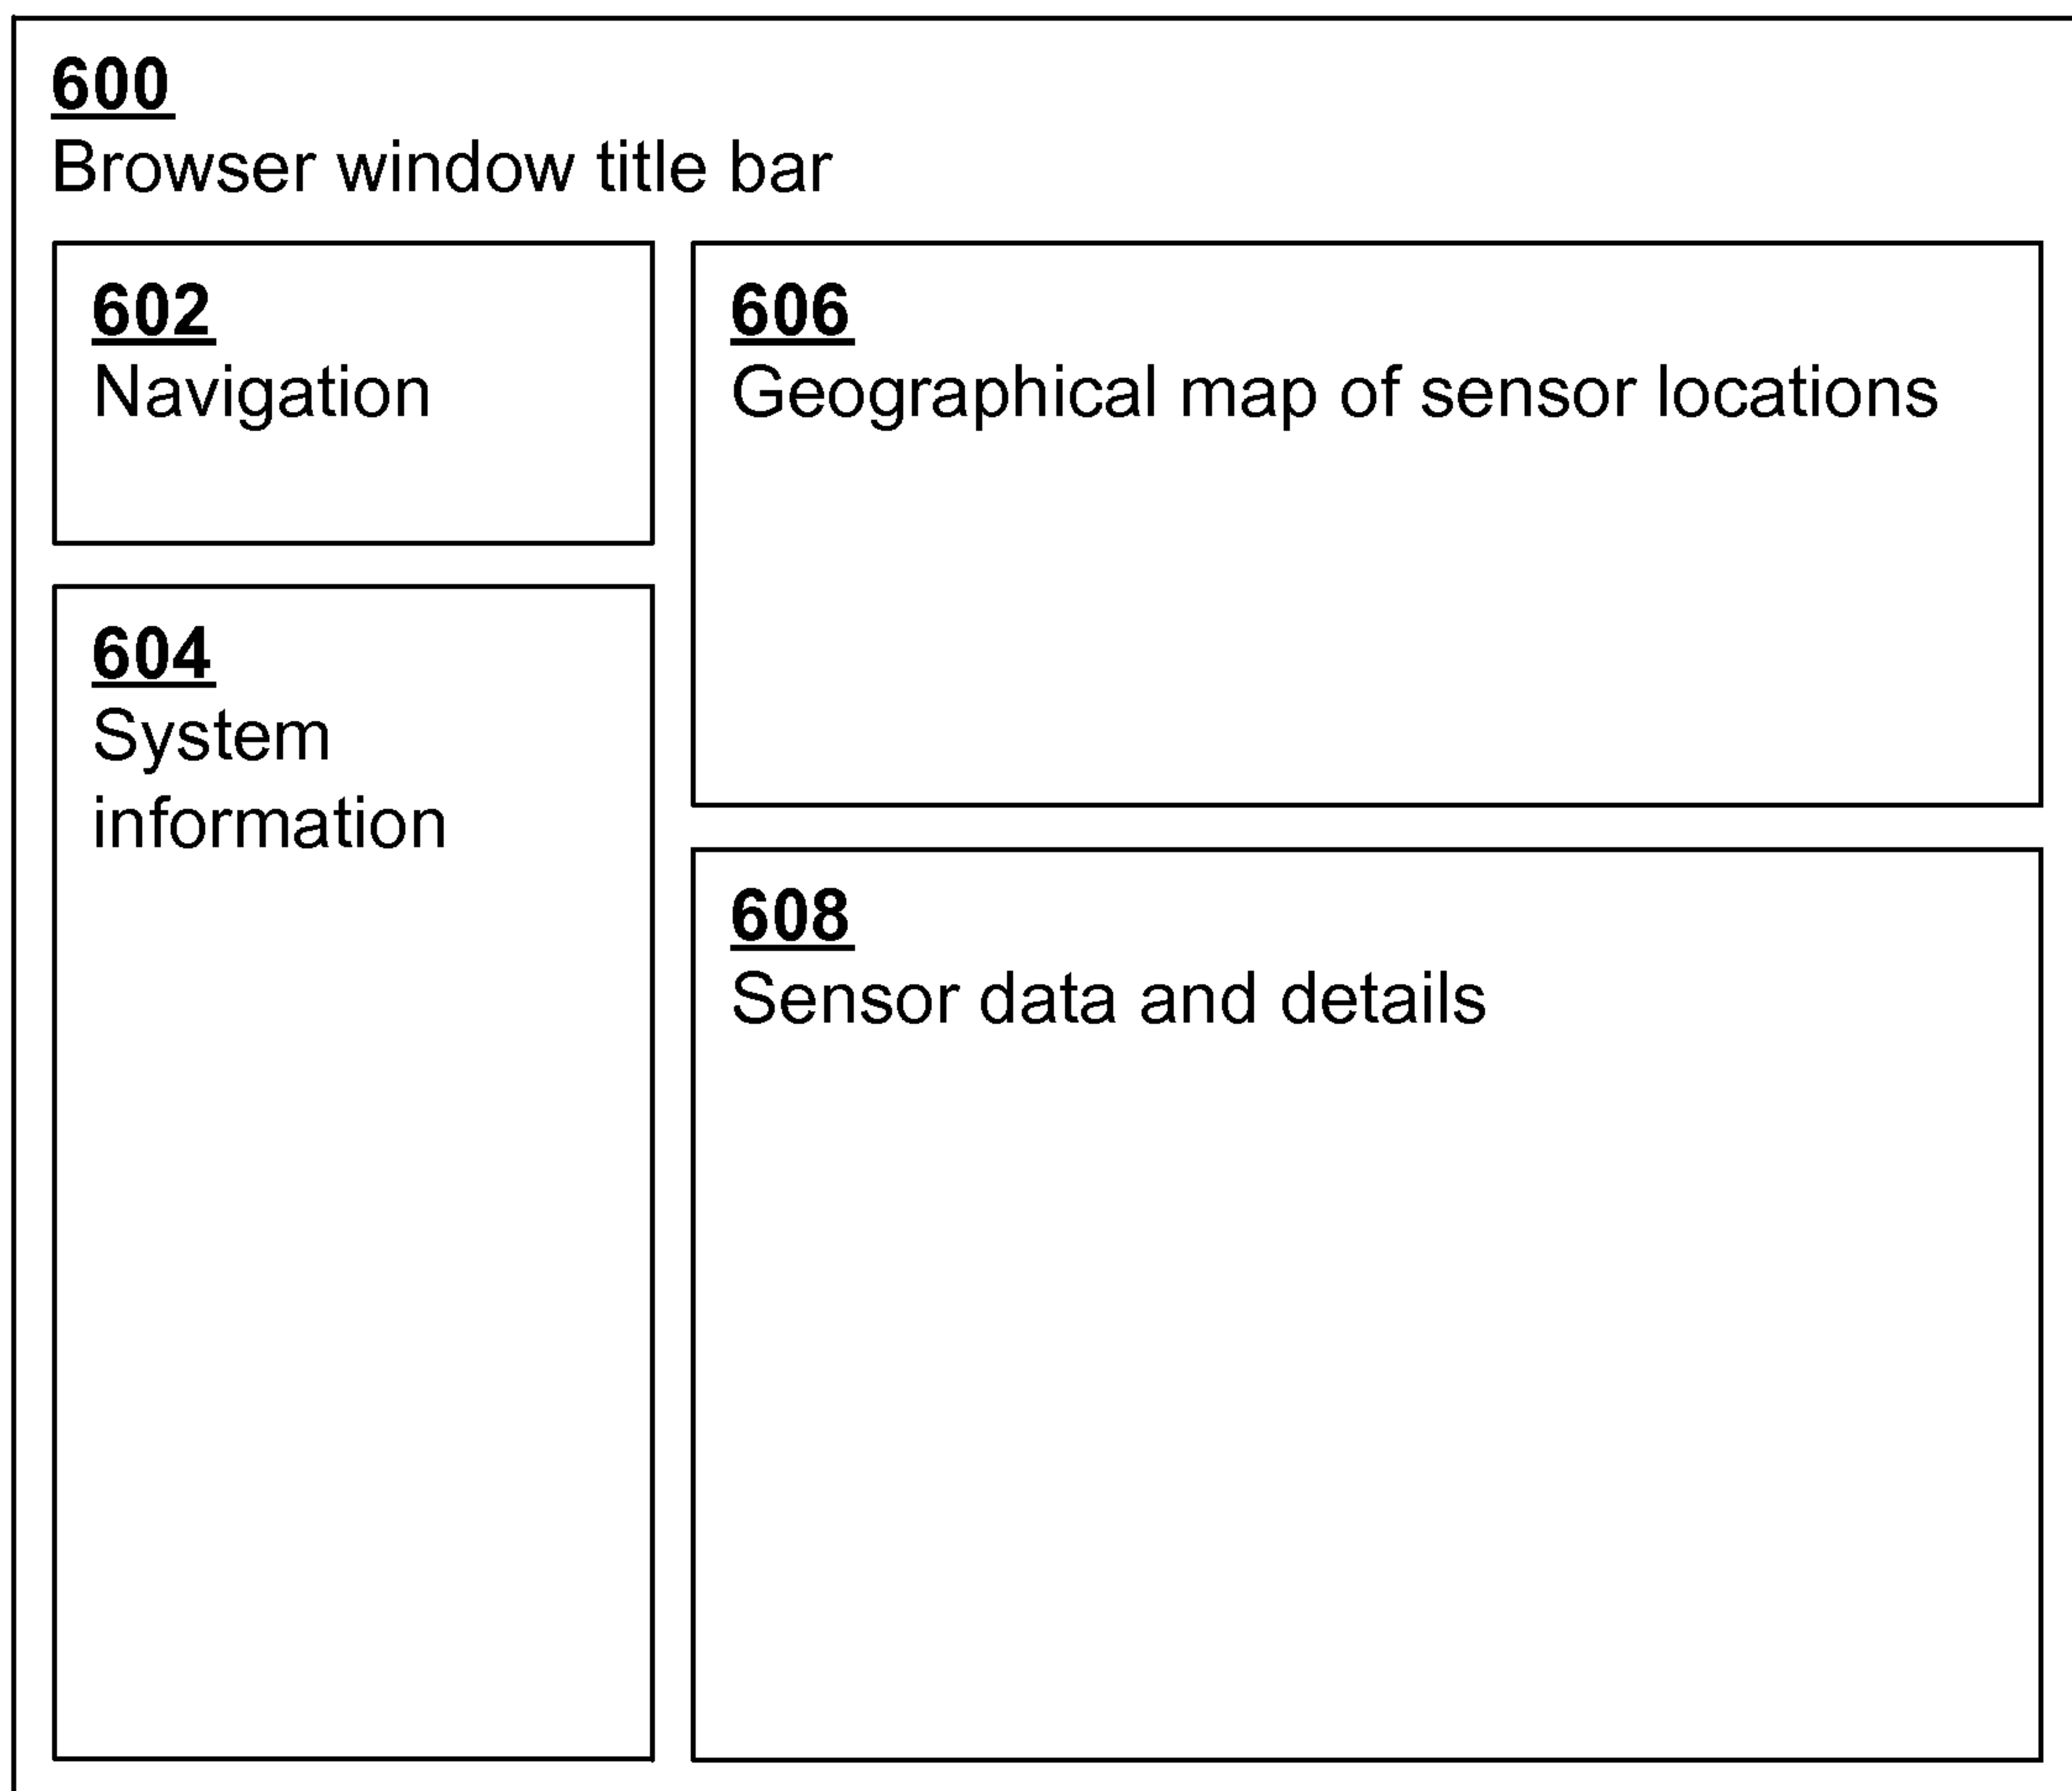 600
Browser window title bar
602
Navigation
604
System
information
606
Geographical map of sensor locations
608
Sensor data and details